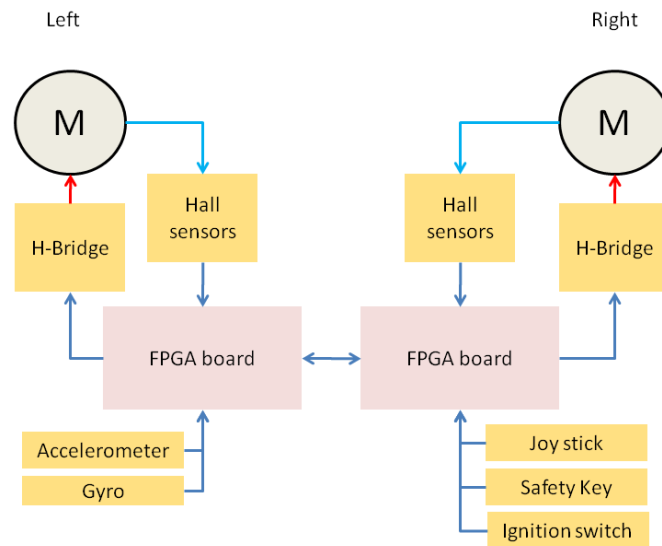 Left
Right
M
M
Hall
sensors
Hall
sensors
H-Bridge
H-Bridge
FPGA board
FPGA board
Accelerometer
Gyro
Joy stick
Safety Key
Ignition switch